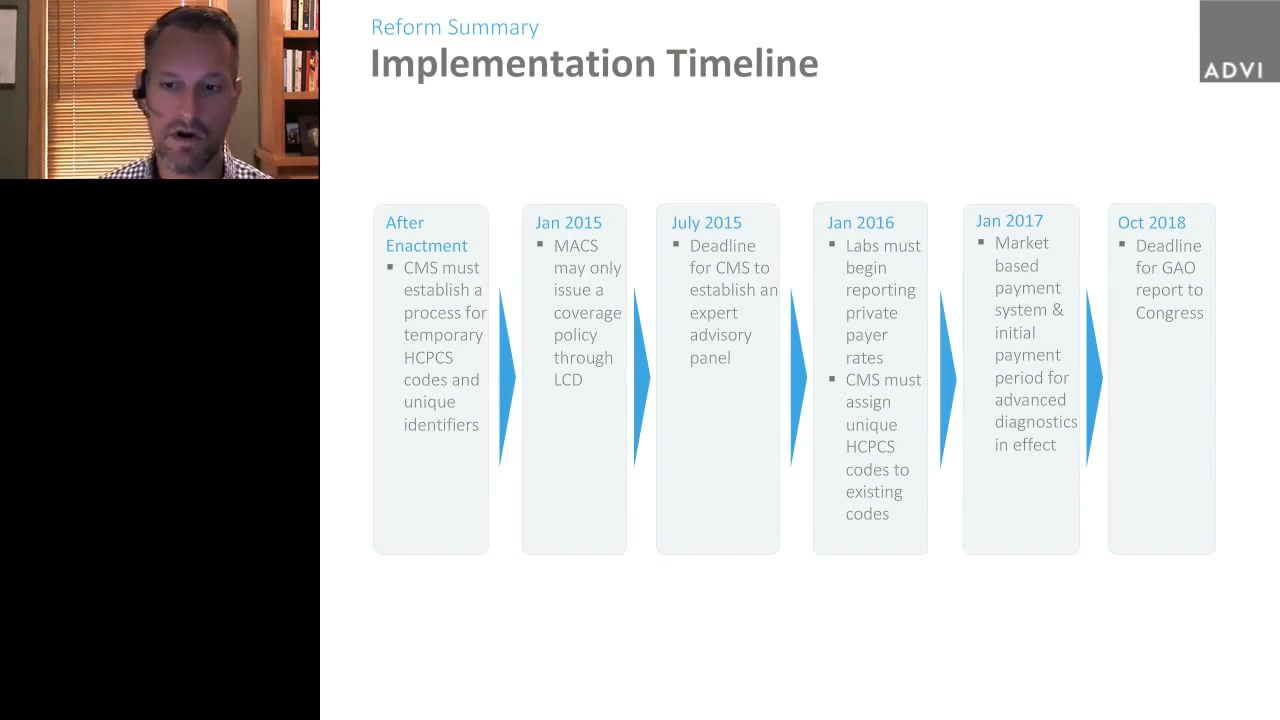 Reform Summary
Implementation Timeline
ADVI
After
Enactment
▪ CMS must
establish a
process for
temporary
HCPCS
codes and
unique
identifiers
Jan 2015
▪ MACS
may only
issue a
coverage
policy
through
LCD
July 2015
▪ Deadline
for CMS to
establish an
expert
advisory
panel
Jan 2016
▪ Labs must
begin
reporting
private
payer
rates
▪ CMS must
assign
unique
HCPCS
codes to
existing
codes
Jan 2017
▪ Market
based
payment
system &
initial
payment
period for
advanced
diagnostics
in effect
Oct 2018
▪ Deadline
for GAO
report to
Congress